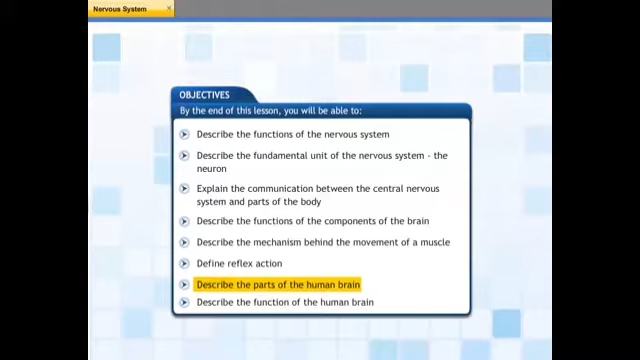 Nervous System
OBJECTIVES
By the end of this lesson, you will be able to:
Describe the functions of the nervous system
Describe the fundamental unit of the nervous system - the
neuron
Explain the communication between the central nervous
system and parts of the body
Describe the functions of the components of the brain
Describe the mechanism behind the movement of a muscle
Define reflex action
Describe the parts of the human brain
Describe the function of the human brain